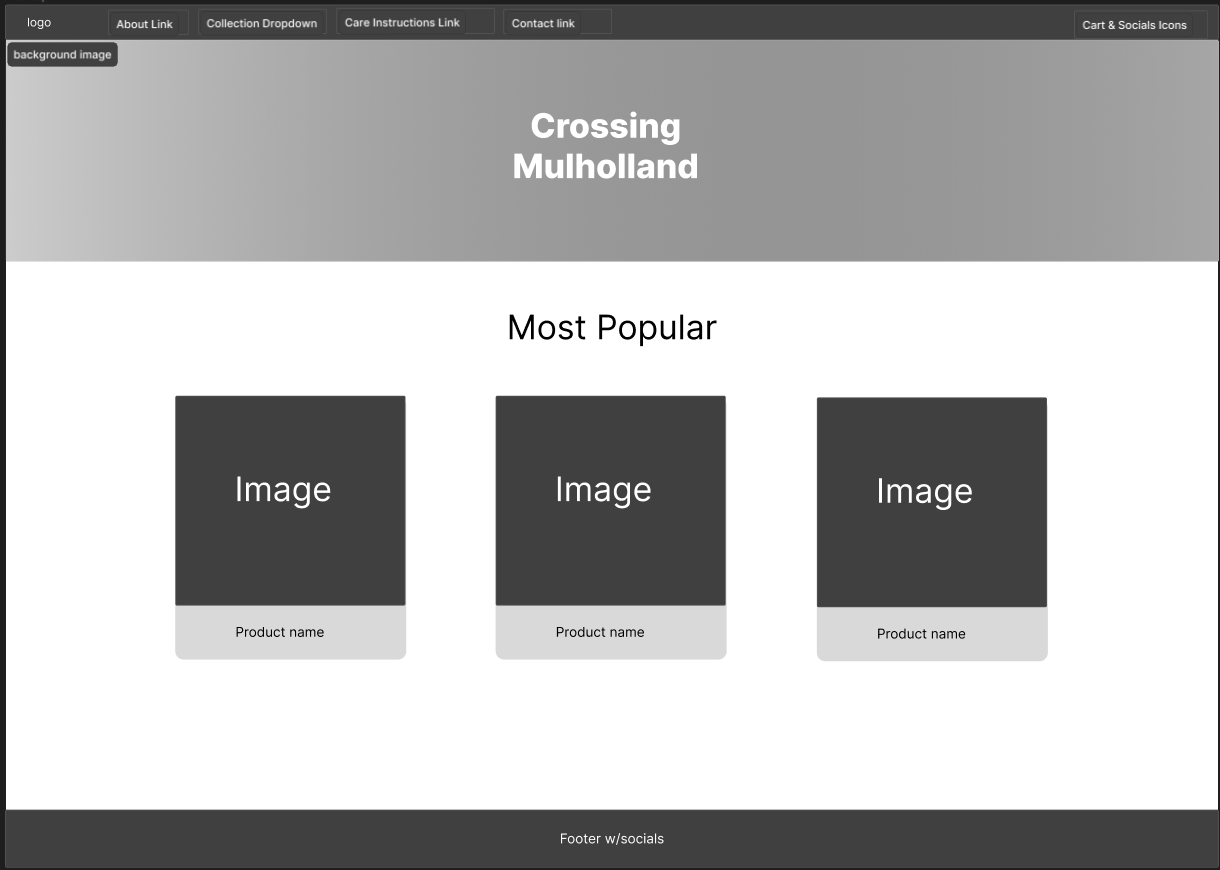 logo
About Link
Collection Dropdown
Care Instructions Link
Contact link
Cart & Socials Icons
background image
Crossing
Mulholland
Most Popular
Image
Image
Image
Product name
Product name
Product name
Footer w/socials